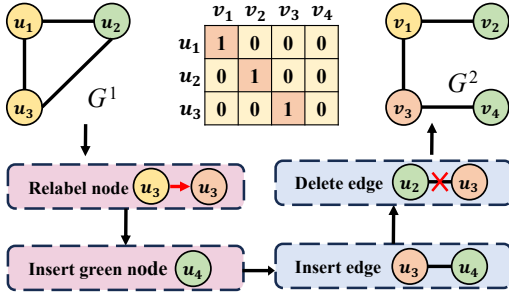 v₁ v₂ v₃ v₄
u₁ u₂
u₁ 1 0 0 0
u₂ 0 1 0 0
u₃ 0 0 1 0
u₃
G¹
v₁ v₂
v₃ v₄
G²
Relabel node u₃ u₃
Delete edge u₂ u₃
Insert green node u₄
Insert edge u₃ u₄